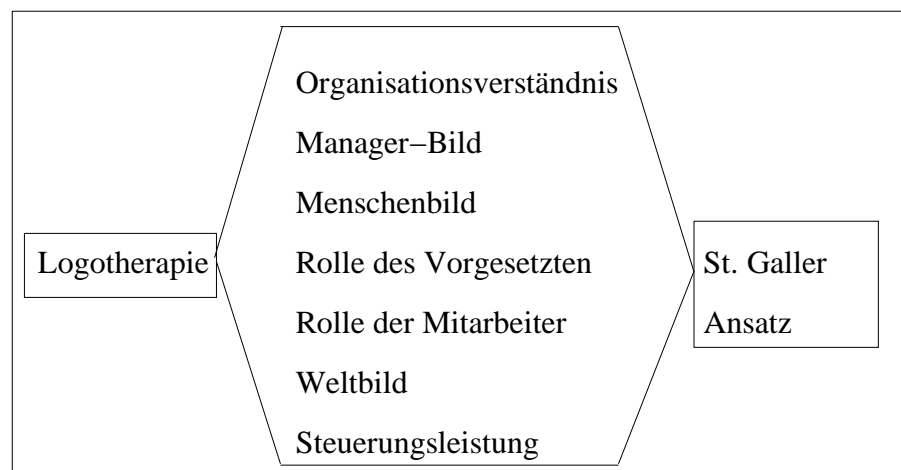 Organisationsverständnis
Manager−Bild
Menschenbild
Logotherapie
Rolle des Vorgesetzten
St. Galler
Rolle der Mitarbeiter
Ansatz
Weltbild
Steuerungsleistung